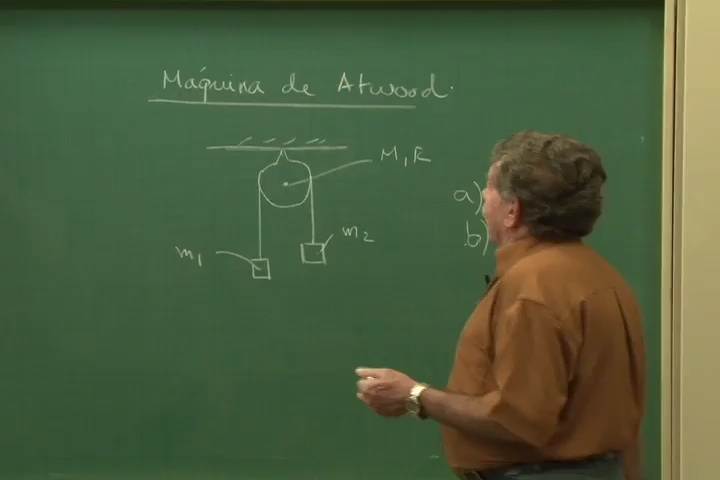 Máquina de Atwood.
M, R
a)
m₂
b)
m₁